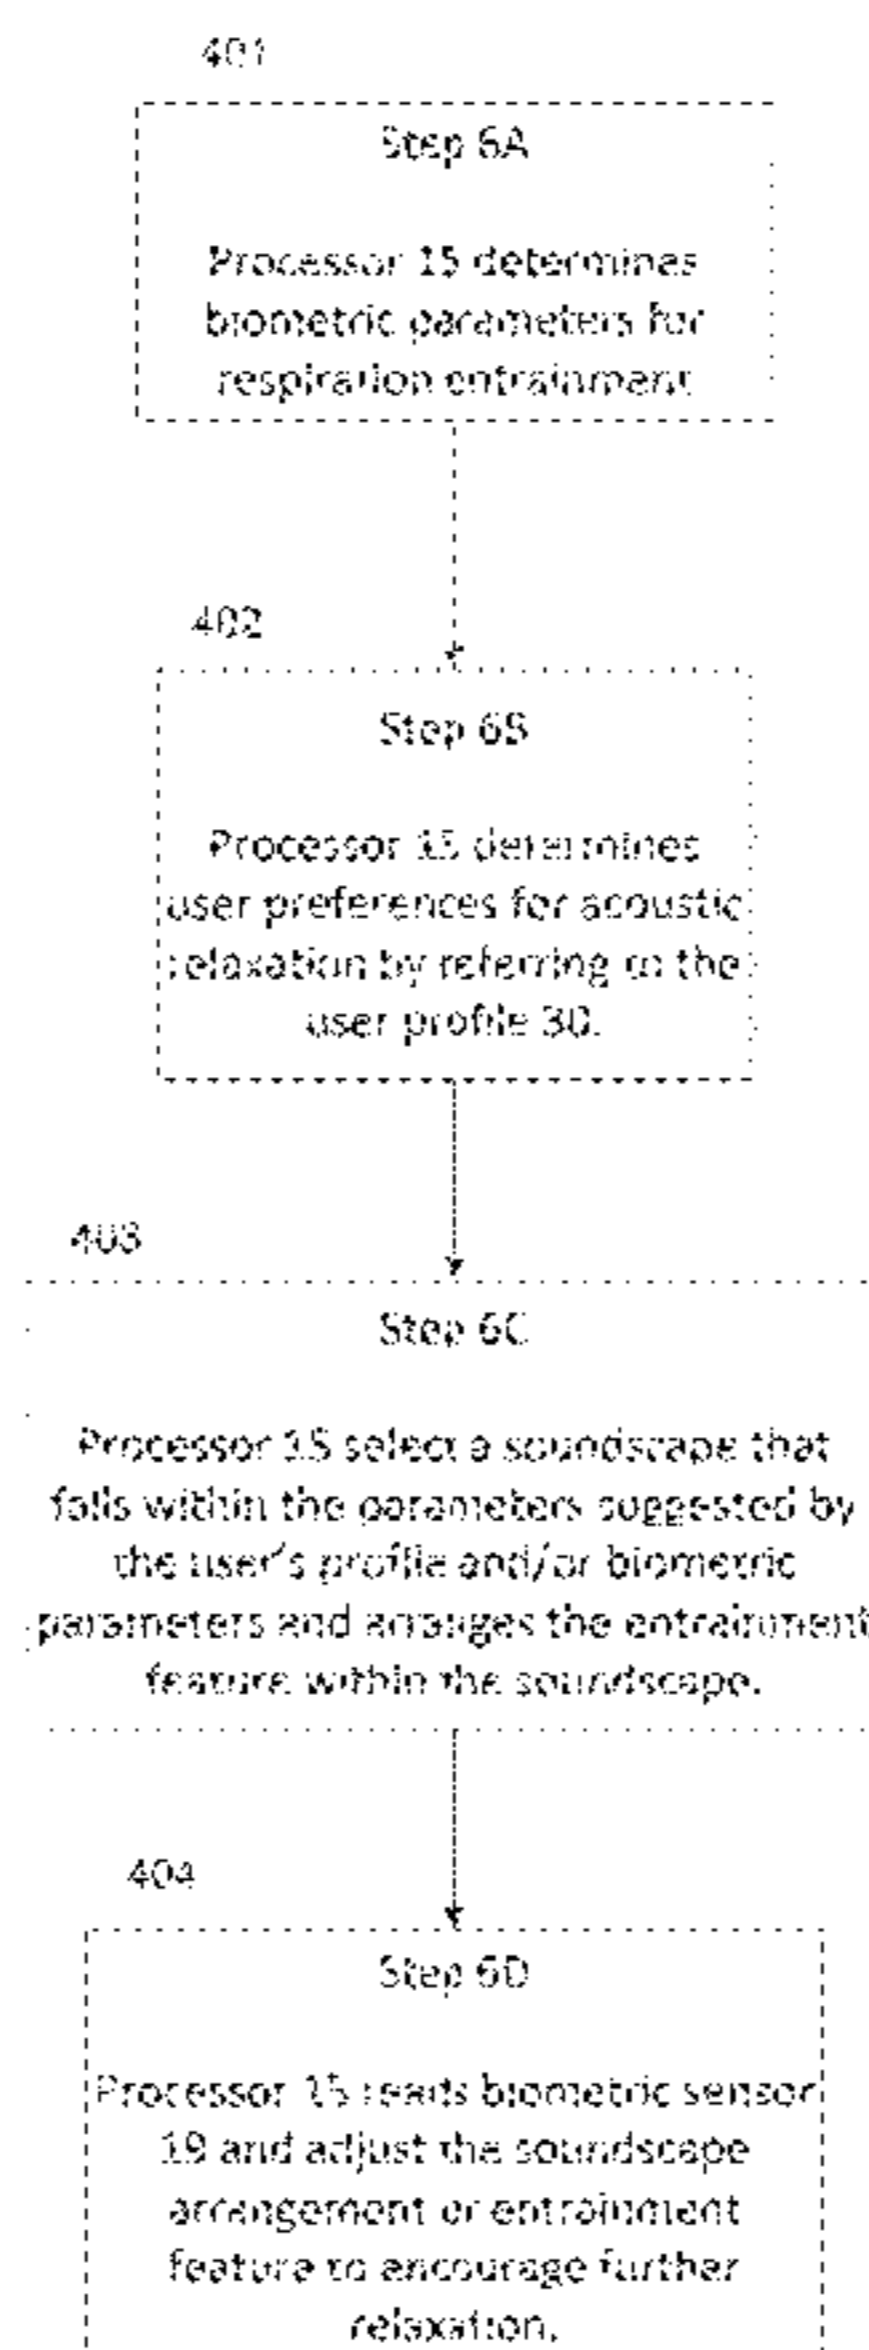 401
Step 6A
Processor 15 determines
biometric parameters for
respiration entrainment
402
Step 6B
Processor 15 determines
user preferences for acoustic
relaxation by referring to the
user profile 30.
403
Step 6C
Processor 15 select a soundscape that
falls within the parameters suggested by
the user's profile and/or biometric
parameters and arranges the entrainment
feature within the soundscape.
404
Step 6D
Processor 15 reads biometric sensor
19 and adjust the soundscape
arrangement or entrainment
feature to encourage further
relaxation.